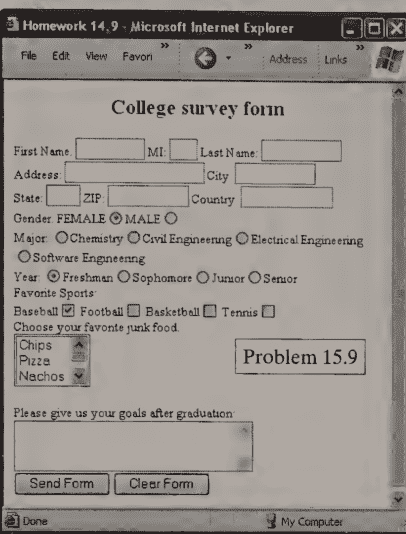 Homework 14_9 - Microsoft Internet Explorer
File Edit View Favori » » Address Links »
College survey form
First Name: MI: Last Name:
Address: City
State: ZIP: Country
Gender: FEMALE MALE
Major: Chemistry Civil Engineering Electrical Engineering
Software Engineering
Year: Freshman Sophomore Junior Senior
Favorite Sports:
Baseball Football Basketball Tennis
Choose your favorite junk food.
Chips
Pizza
Nachos
Problem 15.9
Please give us your goals after graduation:
Send Form Clear Form
Done My Computer